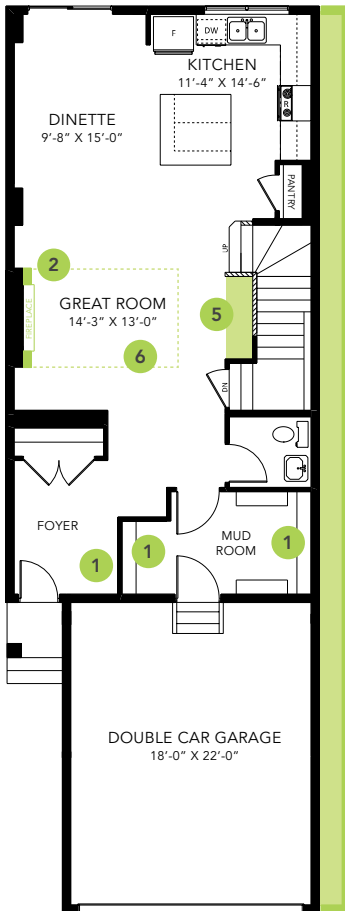 F
DW
KITCHEN
11'-4" X 14'-6"
R
DINETTE
9'-8" X 15'-0"
PANTRY
UP
2
FIREPLACE
GREAT ROOM
14'-3" X 13'-0"
5
6
DN
FOYER
1
1
MUD
ROOM
1
DOUBLE CAR GARAGE
18'-0" X 22'-0"